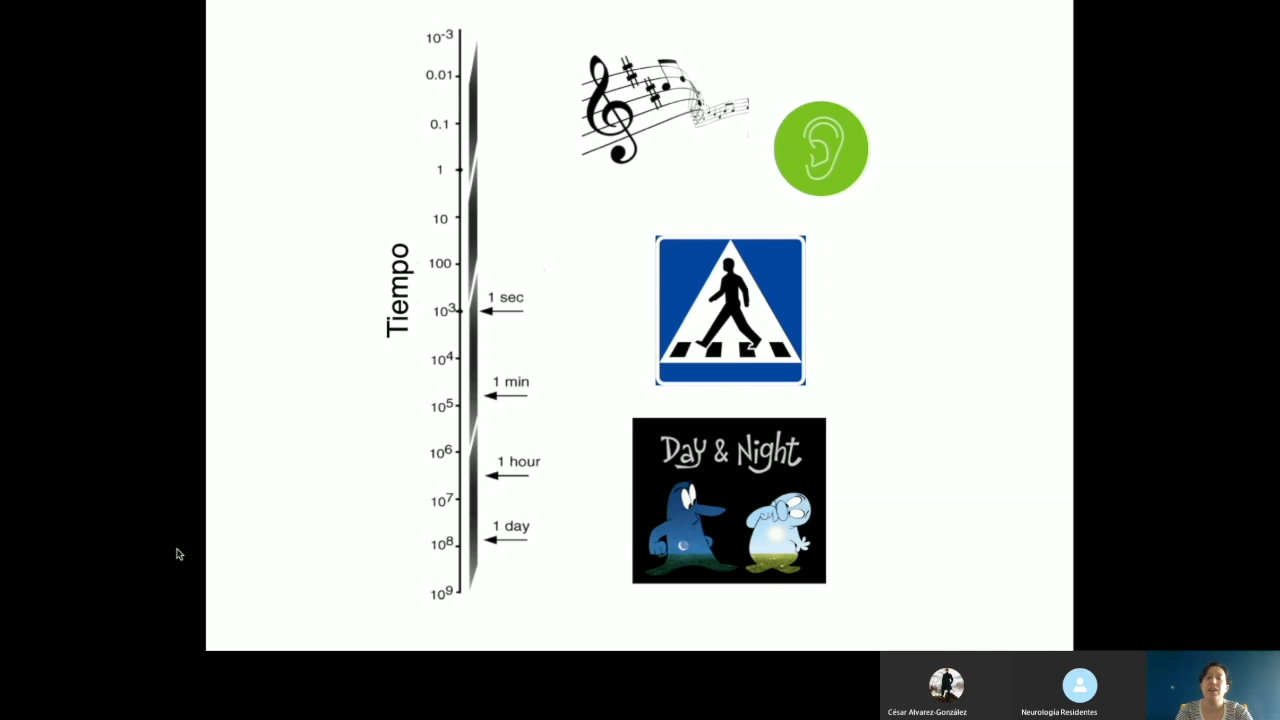 10-3
0.01
0.1
1
10
100
103
104
105
106
107
108
109
Tiempo
1 sec
1 min
1 hour
1 day
Day & Night
César Alvarez-González
Neurología Residentes